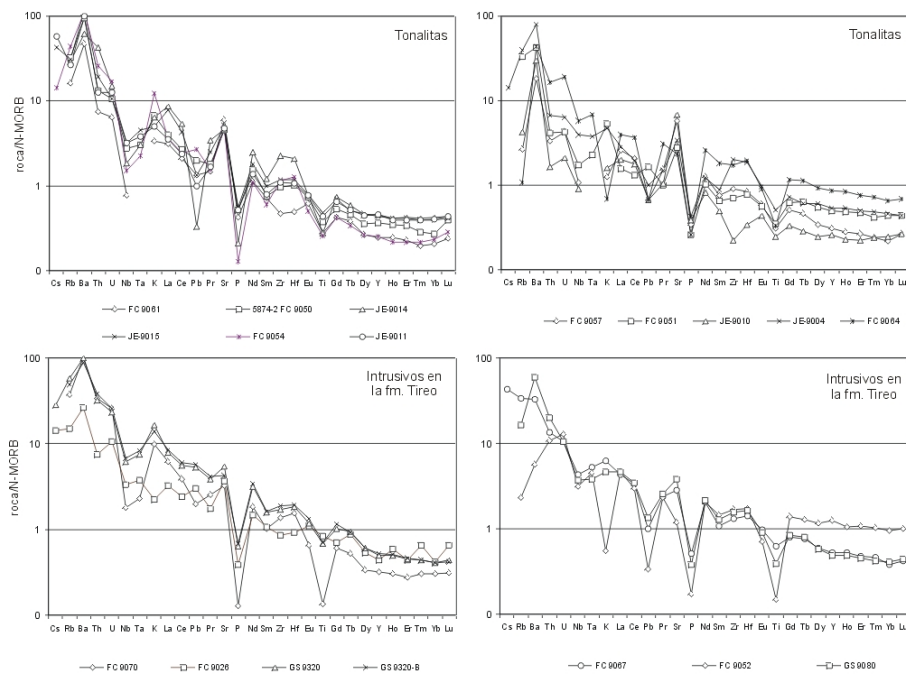 Tonalitas
roca/N-MORB
100
10
1
0
Cs Rb Ba Th U Nb Ta K La Ce Pb Pr Sr P Nd Sm Zr Hf Eu Ti Gd Tb Dy Y Ho Er Tm Yb Lu
FC 9061 5874-2 FC 9050 JE-9014
JE-9015 FC 9054 JE-9011
Tonalitas
100
10
1
0
Cs Rb Ba Th U Nb Ta K La Ce Pb Pr Sr P Nd Sm Zr Hf Eu Ti Gd Tb Dy Y Ho Er Tm Yb Lu
FC 9057 FC 9051 JE-9010 JE-9004 FC 9064
Intrusivos en
la fm. Tireo
roca/N-MORB
100
10
1
0
Cs Rb Ba Th U Nb Ta K La Ce Pb Pr Sr P Nd Sm Zr Hf Eu Ti Gd Tb Dy Y Ho Er Tm Yb Lu
FC 9070 FC 9026 GS 9320 GS 9320-B
Intrusivos en
la fm. Tireo
100
10
1
0
Cs Rb Ba Th U Nb Ta K La Ce Pb Pr Sr P Nd Sm Zr Hf Eu Ti Gd Tb Dy Y Ho Er Tm Yb Lu
FC 9067 FC 9052 GS 9080